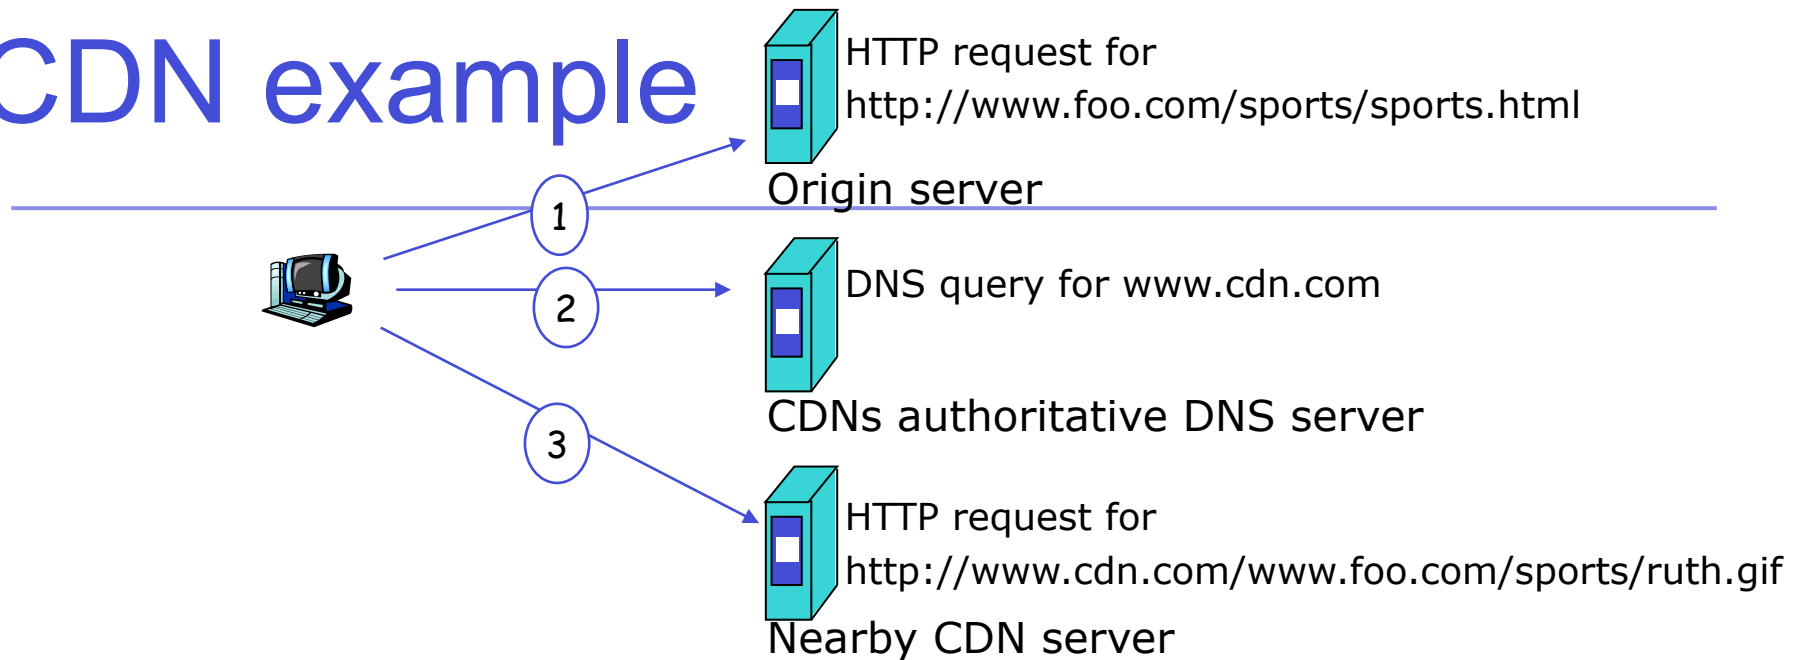 CDN example
HTTP request for
http://www.foo.com/sports/sports.html
Origin server
1
2
DNS query for www.cdn.com
CDNs authoritative DNS server
3
HTTP request for
http://www.cdn.com/www.foo.com/sports/ruth.gif
Nearby CDN server